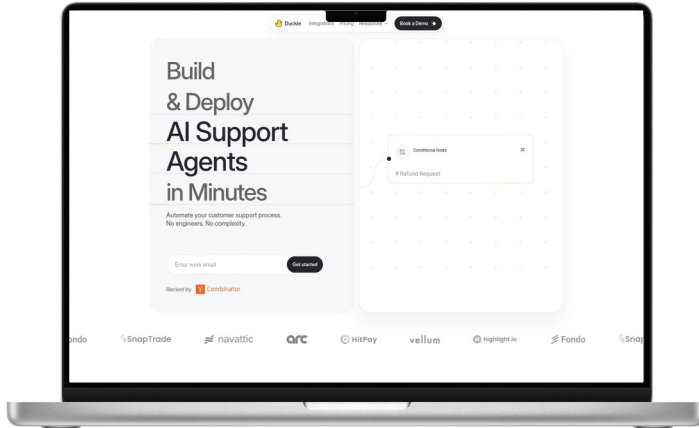 Duckie Integrations Pricing Resources Book a Demo
Build
& Deploy
AI Support
Agents
in Minutes
Automate your customer support process.
No engineers. No complexity.
Enter work email Get started
Backed by Y Combinator
Conditional Node
If Refund Request
ondo SnapTrade navattic arc HitPay vellum highlight.io Fondo Snap